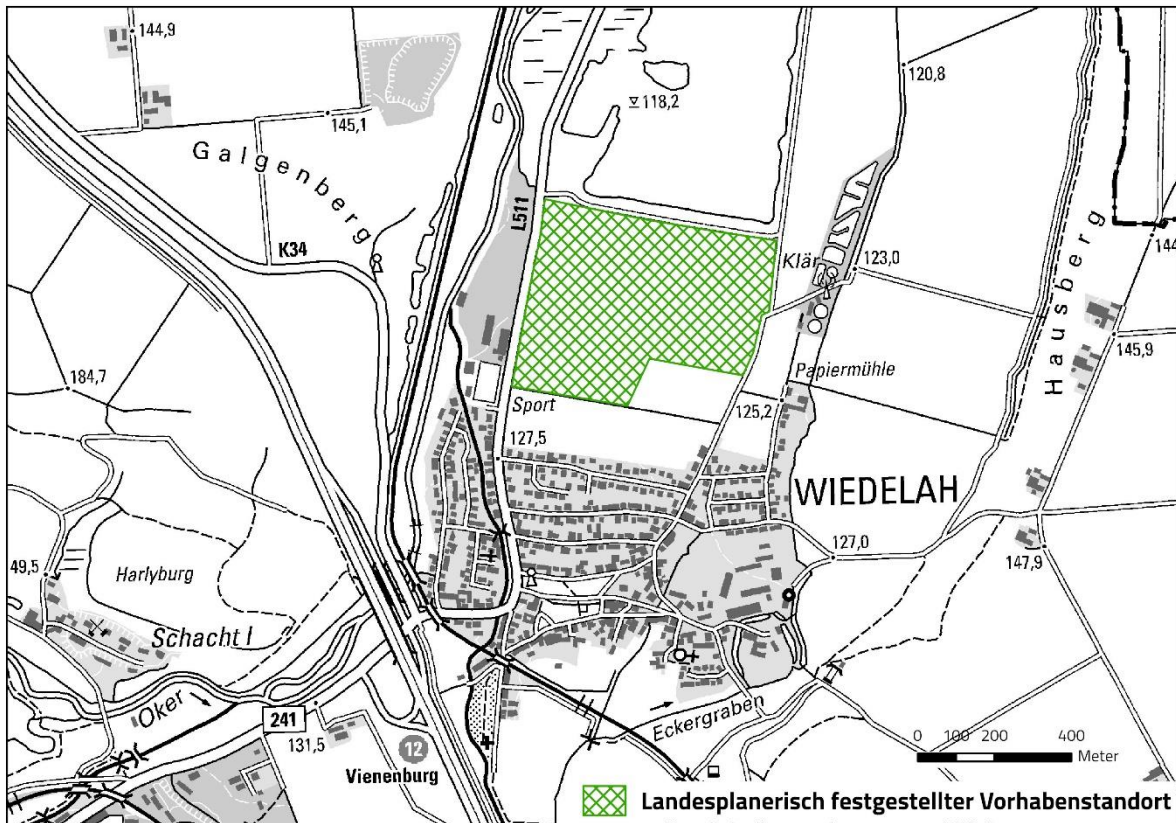 144,9
120,8
118,2
145,1
Galgenberg
L511
K34
Klär
123,0
144
Hausberg
145,9
184,7
Papiermühle
Sport
125,2
127,5
WIEDELAH
127,0
49,5
Harlyburg
147,9
Schacht I
Oker
241
131,5
Eckergraben
12
Vienenburg
0 100 200 400
Meter
Landesplanerisch festgestellter Vorhabenstandort